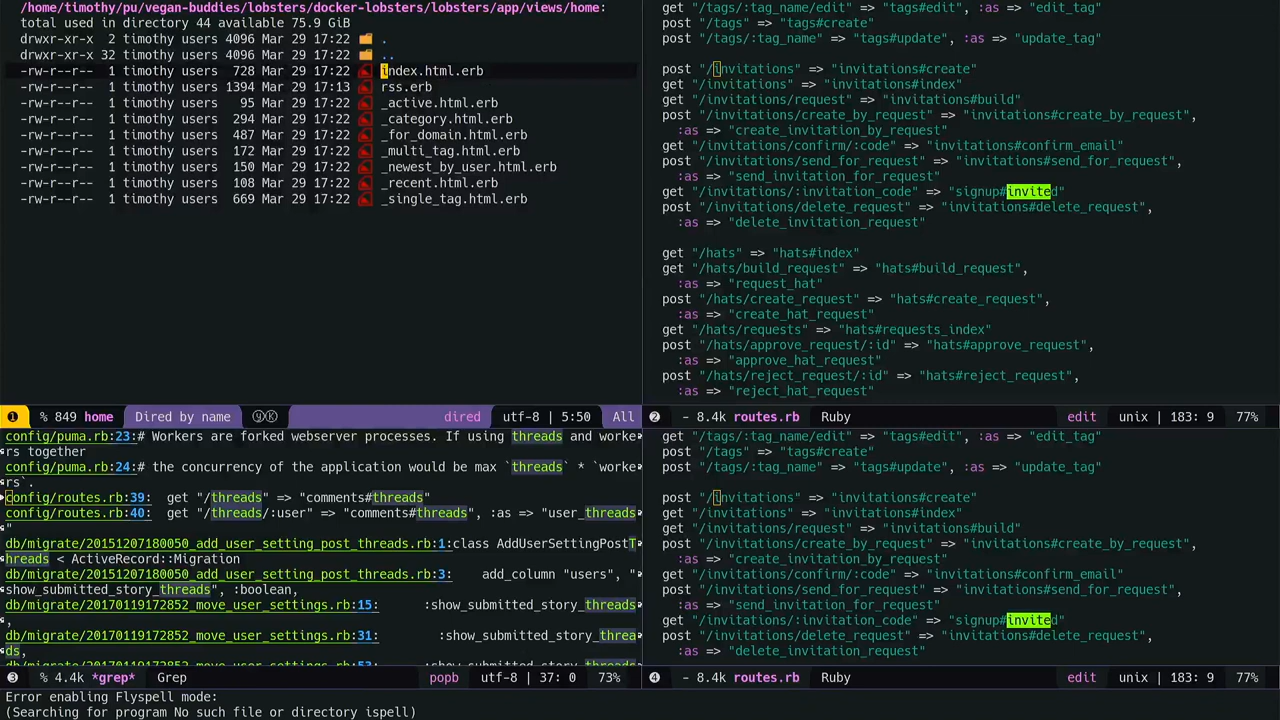 /home/timothy/pu/vegan-buddies/lobsters/docker-lobsters/lobsters/app/views/home:
total used in directory 44 available 75.9 GiB
drwxr-xr-x 2 timothy users 4096 Mar 29 17:22 .
drwxr-xr-x 32 timothy users 4096 Mar 29 17:22 ..
-rw-r--r-- 1 timothy users 728 Mar 29 17:22 index.html.erb
-rw-r--r-- 1 timothy users 1394 Mar 29 17:13 rss.erb
-rw-r--r-- 1 timothy users 95 Mar 29 17:22 _active.html.erb
-rw-r--r-- 1 timothy users 294 Mar 29 17:22 _category.html.erb
-rw-r--r-- 1 timothy users 487 Mar 29 17:22 _for_domain.html.erb
-rw-r--r-- 1 timothy users 172 Mar 29 17:22 _multi_tag.html.erb
-rw-r--r-- 1 timothy users 150 Mar 29 17:22 _newest_by_user.html.erb
-rw-r--r-- 1 timothy users 108 Mar 29 17:22 _recent.html.erb
-rw-r--r-- 1 timothy users 669 Mar 29 17:22 _single_tag.html.erb
❶ % 849 home Dired by name ⓨⓀ dired utf-8 | 5:50 All
get "/tags/:tag_name/edit" => "tags#edit", :as => "edit_tag"
post "/tags" => "tags#create"
post "/tags/:tag_name" => "tags#update", :as => "update_tag"
post "/invitations" => "invitations#create"
get "/invitations" => "invitations#index"
get "/invitations/request" => "invitations#build"
post "/invitations/create_by_request" => "invitations#create_by_request",
:as => "create_invitation_by_request"
get "/invitations/confirm/:code" => "invitations#confirm_email"
post "/invitations/send_for_request" => "invitations#send_for_request",
:as => "send_invitation_for_request"
get "/invitations/:invitation_code" => "signup#invited"
post "/invitations/delete_request" => "invitations#delete_request",
:as => "delete_invitation_request"
get "/hats" => "hats#index"
get "/hats/build_request" => "hats#build_request",
:as => "request_hat"
post "/hats/create_request" => "hats#create_request",
:as => "create_hat_request"
get "/hats/requests" => "hats#requests_index"
post "/hats/approve_request/:id" => "hats#approve_request",
:as => "approve_hat_request"
post "/hats/reject_request/:id" => "hats#reject_request",
:as => "reject_hat_request"
❷ - 8.4k routes.rb Ruby edit unix | 183: 9 77%
config/puma.rb:23:# Workers are forked webserver processes. If using threads and worke
rs together
config/puma.rb:24:# the concurrency of the application would be max `threads` * `worke
rs`.
config/routes.rb:39: get "/threads" => "comments#threads"
config/routes.rb:40: get "/threads/:user" => "comments#threads", :as => "user_threads
"
db/migrate/20151207180050_add_user_setting_post_threads.rb:1:class AddUserSettingPostT
hreads < ActiveRecord::Migration
db/migrate/20151207180050_add_user_setting_post_threads.rb:3: add_column "users", "
show_submitted_story_threads", :boolean,
db/migrate/20170119172852_move_user_settings.rb:15: :show_submitted_story_threads
,
db/migrate/20170119172852_move_user_settings.rb:31: :show_submitted_story_threa
ds,
db/migrate/20170119172852_move_user_settings.rb:53: :show_submitted_story_threads
❸ % 4.4k *grep* Grep popb utf-8 | 37: 0 73%
get "/tags/:tag_name/edit" => "tags#edit", :as => "edit_tag"
post "/tags" => "tags#create"
post "/tags/:tag_name" => "tags#update", :as => "update_tag"
post "/invitations" => "invitations#create"
get "/invitations" => "invitations#index"
get "/invitations/request" => "invitations#build"
post "/invitations/create_by_request" => "invitations#create_by_request",
:as => "create_invitation_by_request"
get "/invitations/confirm/:code" => "invitations#confirm_email"
post "/invitations/send_for_request" => "invitations#send_for_request",
:as => "send_invitation_for_request"
get "/invitations/:invitation_code" => "signup#invited"
post "/invitations/delete_request" => "invitations#delete_request",
:as => "delete_invitation_request"
❹ - 8.4k routes.rb Ruby edit unix | 183: 9 77%
Error enabling Flyspell mode:
(Searching for program No such file or directory ispell)